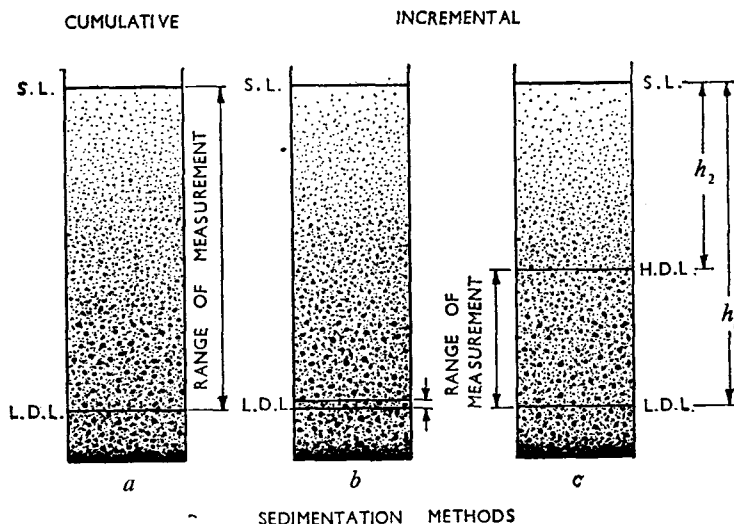 CUMULATIVE
INCREMENTAL
S.L.
S.L.
S.L.
RANGE OF MEASUREMENT
h2
H.D.L.
RANGE OF
MEASUREMENT
h
L.D.L.
L.D.L
L.D.L.
a
b
c
SEDIMENTATION METHODS